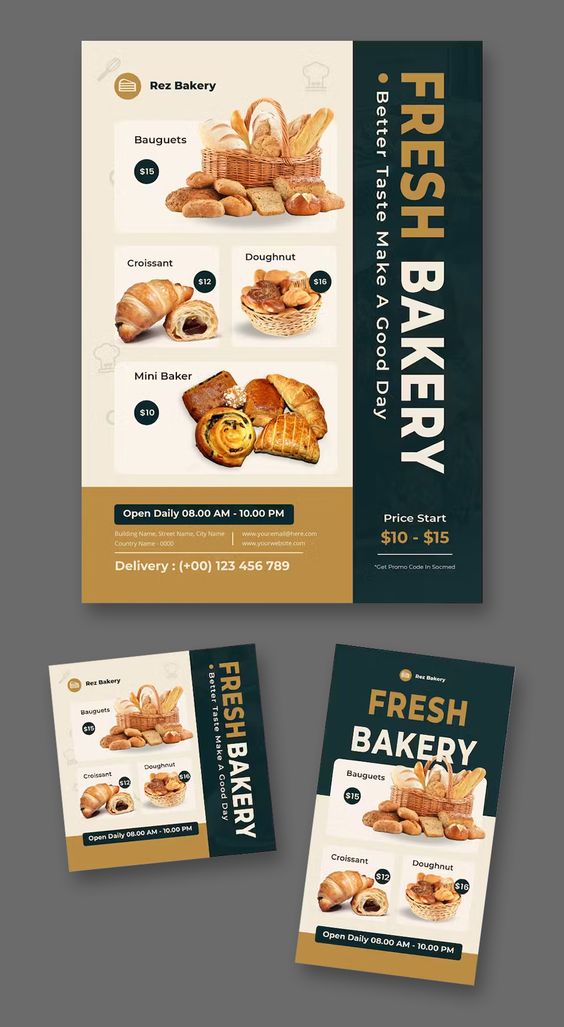 Rez Bakery
Bauguets
$15
Croissant
$12
Doughnut
$16
Mini Baker
$10
FRESH BAKERY
Better Taste Make A Good Day
Open Daily 08.00 AM - 10.00 PM
Building Name, Street Name, City Name
Country Name - 0000
www.youremail@here.com
www.yourwebsite.com
Delivery : (+00) 123 456 789
Price Start
$10 - $15
*Get Promo Code In Socmed
Rez Bakery
Bauguets
$15
Croissant
$12
Doughnut
$16
Open Daily 08.00 AM - 10.00 PM
FRESH BAKERY
Better Taste Make A Good Day
Rez Bakery
FRESH
BAKERY
Bauguets
$15
Croissant
$12
Doughnut
$16
Open Daily 08.00 AM - 10.00 PM